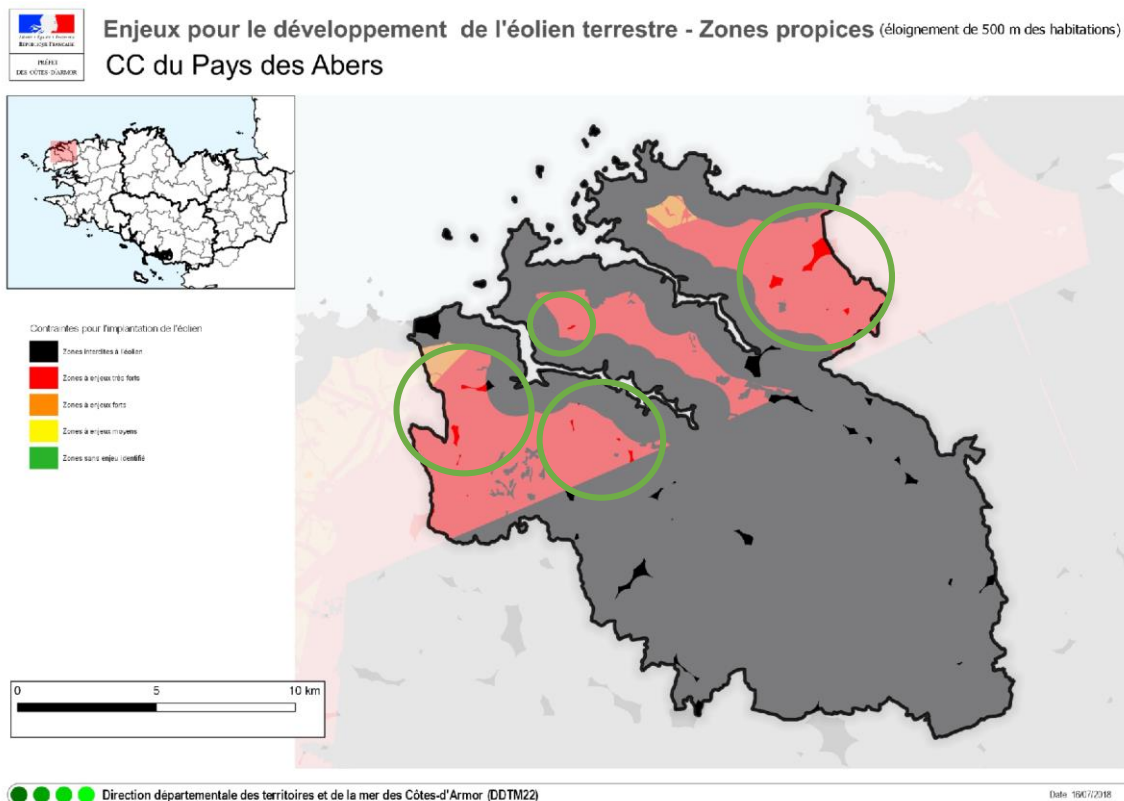 Enjeux pour le développement de l'éolien terrestre - Zones propices (éloignement de 500 m des habitations)
CC du Pays des Abers
RÉPUBLIQUE FRANÇAISE
PRÉFET
DES CÔTES-D'ARMOR
Contraintes pour l'implantation de l'éolien
Zones interdites à l'éolien
Zones à enjeux très forts
Zones à enjeux forts
Zones à enjeux moyens
Zones sans enjeu identifié
0 5 10 km
Direction départementale des territoires et de la mer des Côtes-d'Armor (DDTM22)
Date 16/07/2018